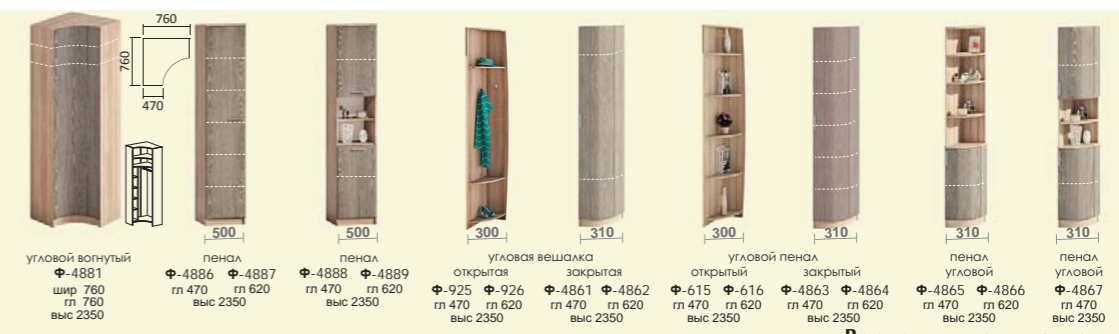 760
760
470
500
500
300
310
300
310
310
310
угловой вогнутый
Ф-4881
шир 760
гл 760
выс 2350
пенал
Ф-4886 Ф-4887
гл 470 гл 620
выс 2350
пенал
Ф-4888 Ф-4889
гл 470 гл 620
выс 2350
угловая вешалка
открытая закрытая
Ф-925 Ф-926 Ф-4861 Ф-4862
гл 470 гл 620 гл 470 гл 620
выс 2350 выс 2350
угловой пенал
открытый закрытый
Ф-615 Ф-616 Ф-4863 Ф-4864
гл 470 гл 620 гл 470 гл 620
выс 2350 выс 2350
пенал
угловой
Ф-4865 Ф-4866
гл 470 гл 620
выс 2350
пенал
угловой
Ф-4867
гл 470
выс 2350